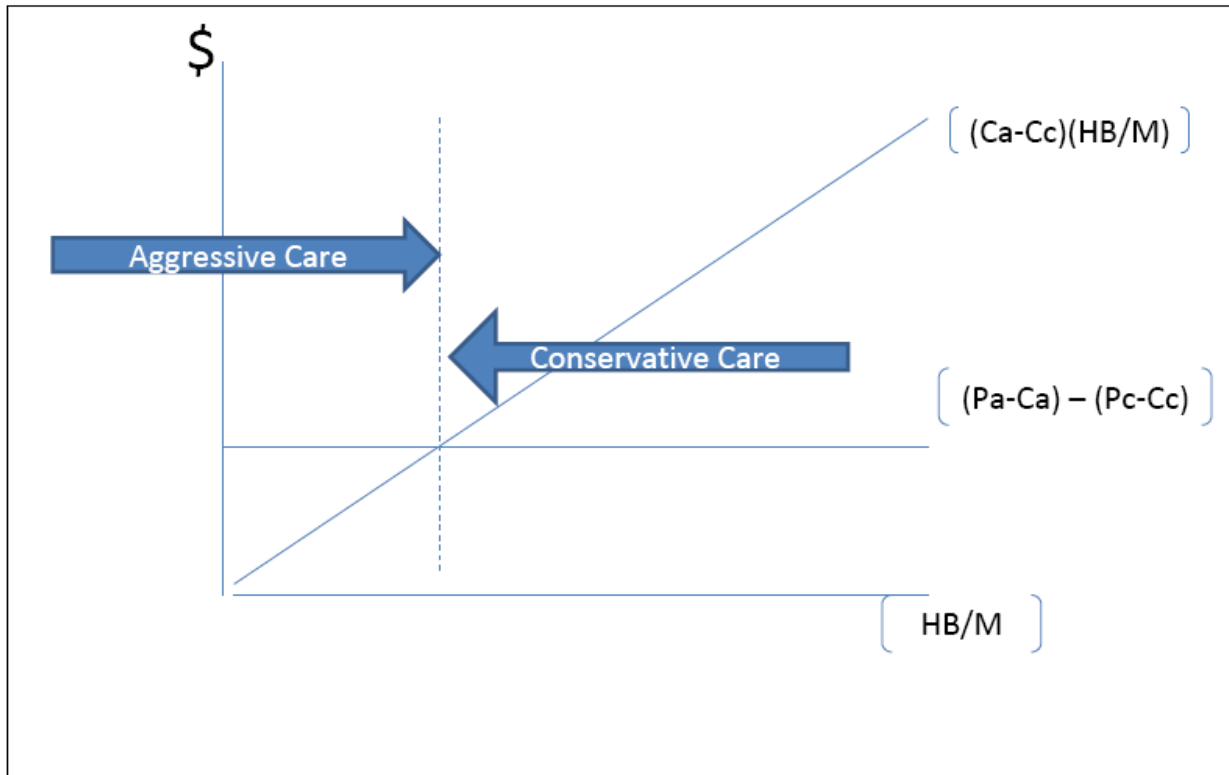 $
(Ca-Cc)(HB/M)
Aggressive Care
Conservative Care
(Pa-Ca) – (Pc-Cc)
HB/M